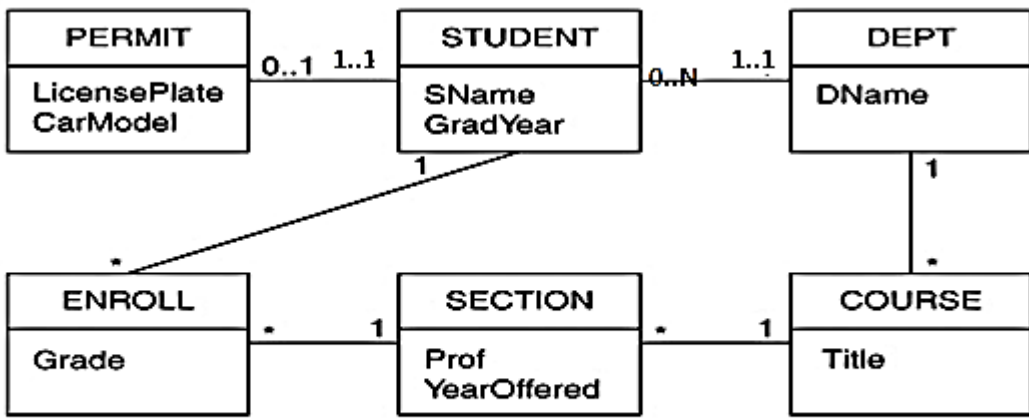 PERMIT
LicensePlate
CarModel
0..1
1..1
STUDENT
SName
GradYear
0..N
1..1
DEPT
DName
1
1
*
*
ENROLL
Grade
*
1
SECTION
Prof
YearOffered
*
1
COURSE
Title